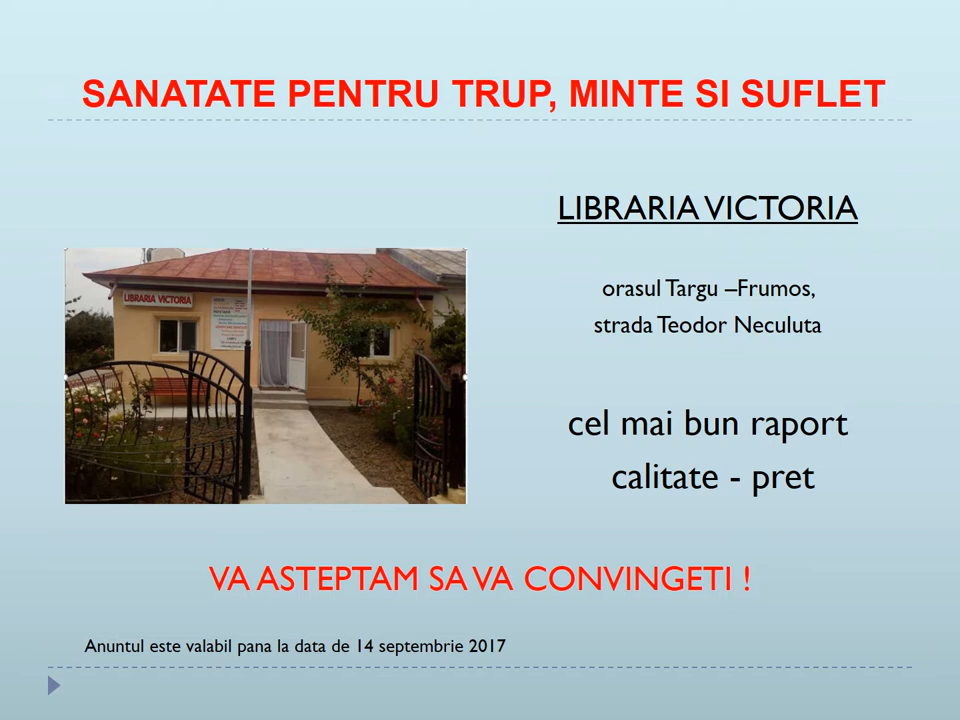 SANATATE PENTRU TRUP, MINTE SI SUFLET
LIBRARIA VICTORIA
orasul Targu –Frumos,
strada Teodor Neculuta
LIBRARIA VICTORIA
cel mai bun raport
calitate - pret
VA ASTEPTAM SA VA CONVINGETI !
Anuntul este valabil pana la data de 14 septembrie 2017